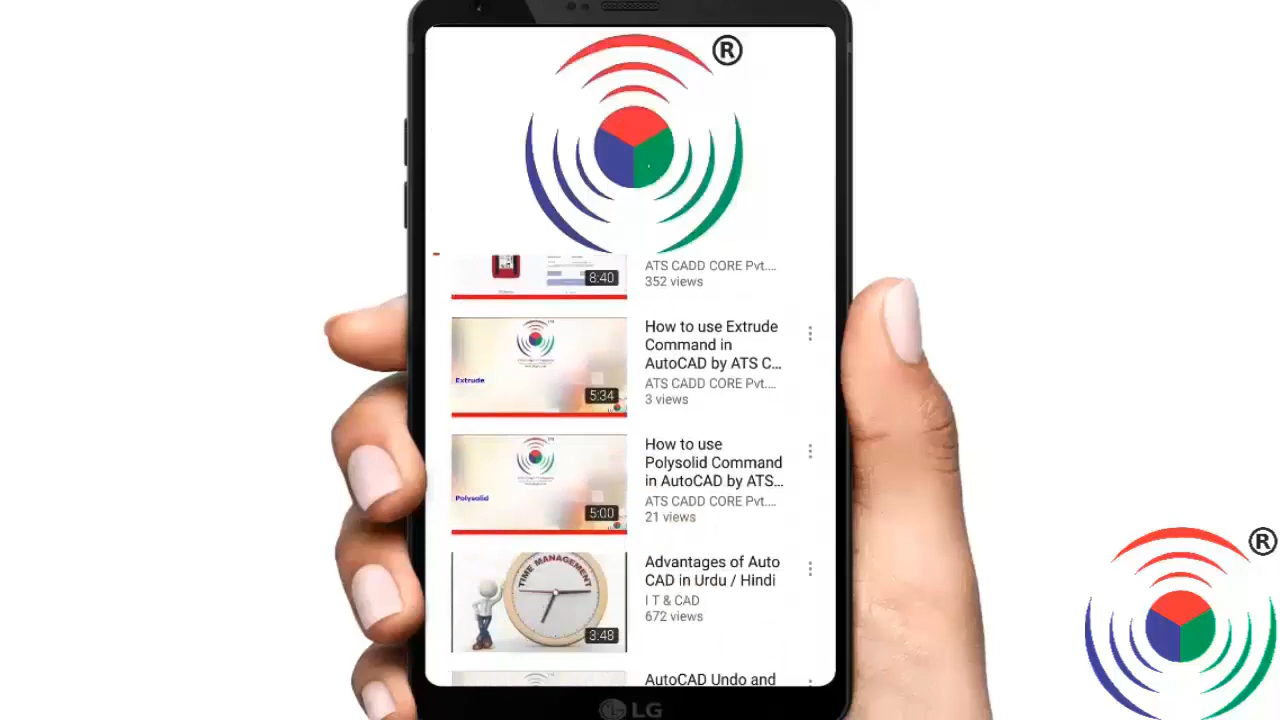 ®
8:40
ATS CADD CORE Pvt....
352 views
How to use Extrude
Command in
AutoCAD by ATS C...
ATS CADD CORE Pvt....
3 views
Extrude
5:34
How to use
Polysolid Command
in AutoCAD by ATS...
ATS CADD CORE Pvt....
21 views
Polysolid
5:00
Advantages of Auto
CAD in Urdu / Hindi
I T & CAD
672 views
TIME MANAGEMENT
3:48
AutoCAD Undo and
LG
®